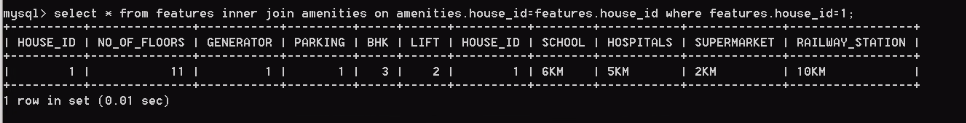 mysql> select * from features inner join amenities on amenities.house_id=features.house_id where features.house_id=1;
+----------+--------------+-----------+---------+-----+------+----------+--------+-----------+-------------+-----------------+
| HOUSE_ID | NO_OF_FLOORS | GENERATOR | PARKING | BHK | LIFT | HOUSE_ID | SCHOOL | HOSPITALS | SUPERMARKET | RAILWAY_STATION |
+----------+--------------+-----------+---------+-----+------+----------+--------+-----------+-------------+-----------------+
|        1 |           11 |         1 |       1 |   3 |    2 |        1 | 6KM    | 5KM       | 2KM         | 10KM            |
+----------+--------------+-----------+---------+-----+------+----------+--------+-----------+-------------+-----------------+
1 row in set (0.01 sec)